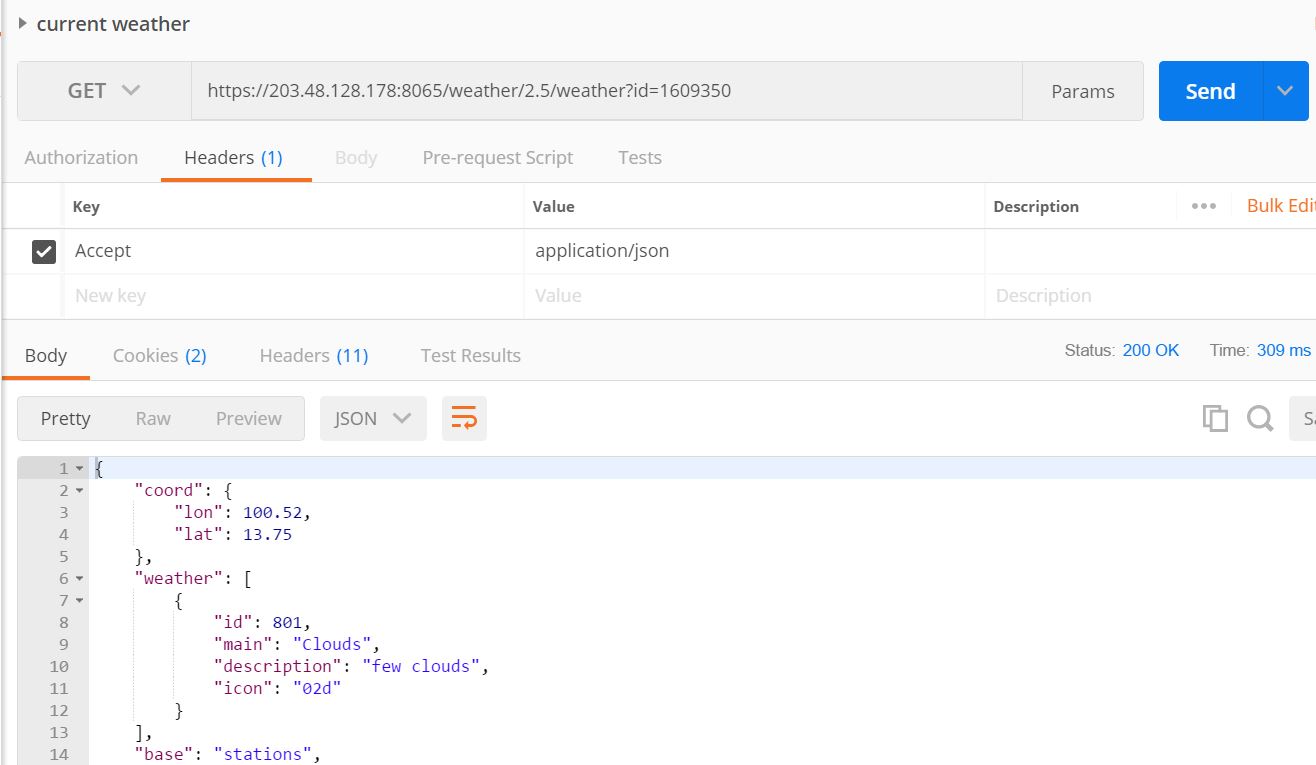 current weather
GET https://203.48.128.178:8065/weather/2.5/weather?id=1609350 Params Send
Authorization Headers (1) Body Pre-request Script Tests
Key Value Description Bulk Edit
Accept application/json
New key Value Description
Body Cookies (2) Headers (11) Test Results Status: 200 OK Time: 309 ms
Pretty Raw Preview JSON Sa
1 {
2 "coord": {
3 "lon": 100.52,
4 "lat": 13.75
5 },
6 "weather": [
7 {
8 "id": 801,
9 "main": "Clouds",
10 "description": "few clouds",
11 "icon": "02d"
12 }
13 ],
14 "base": "stations",